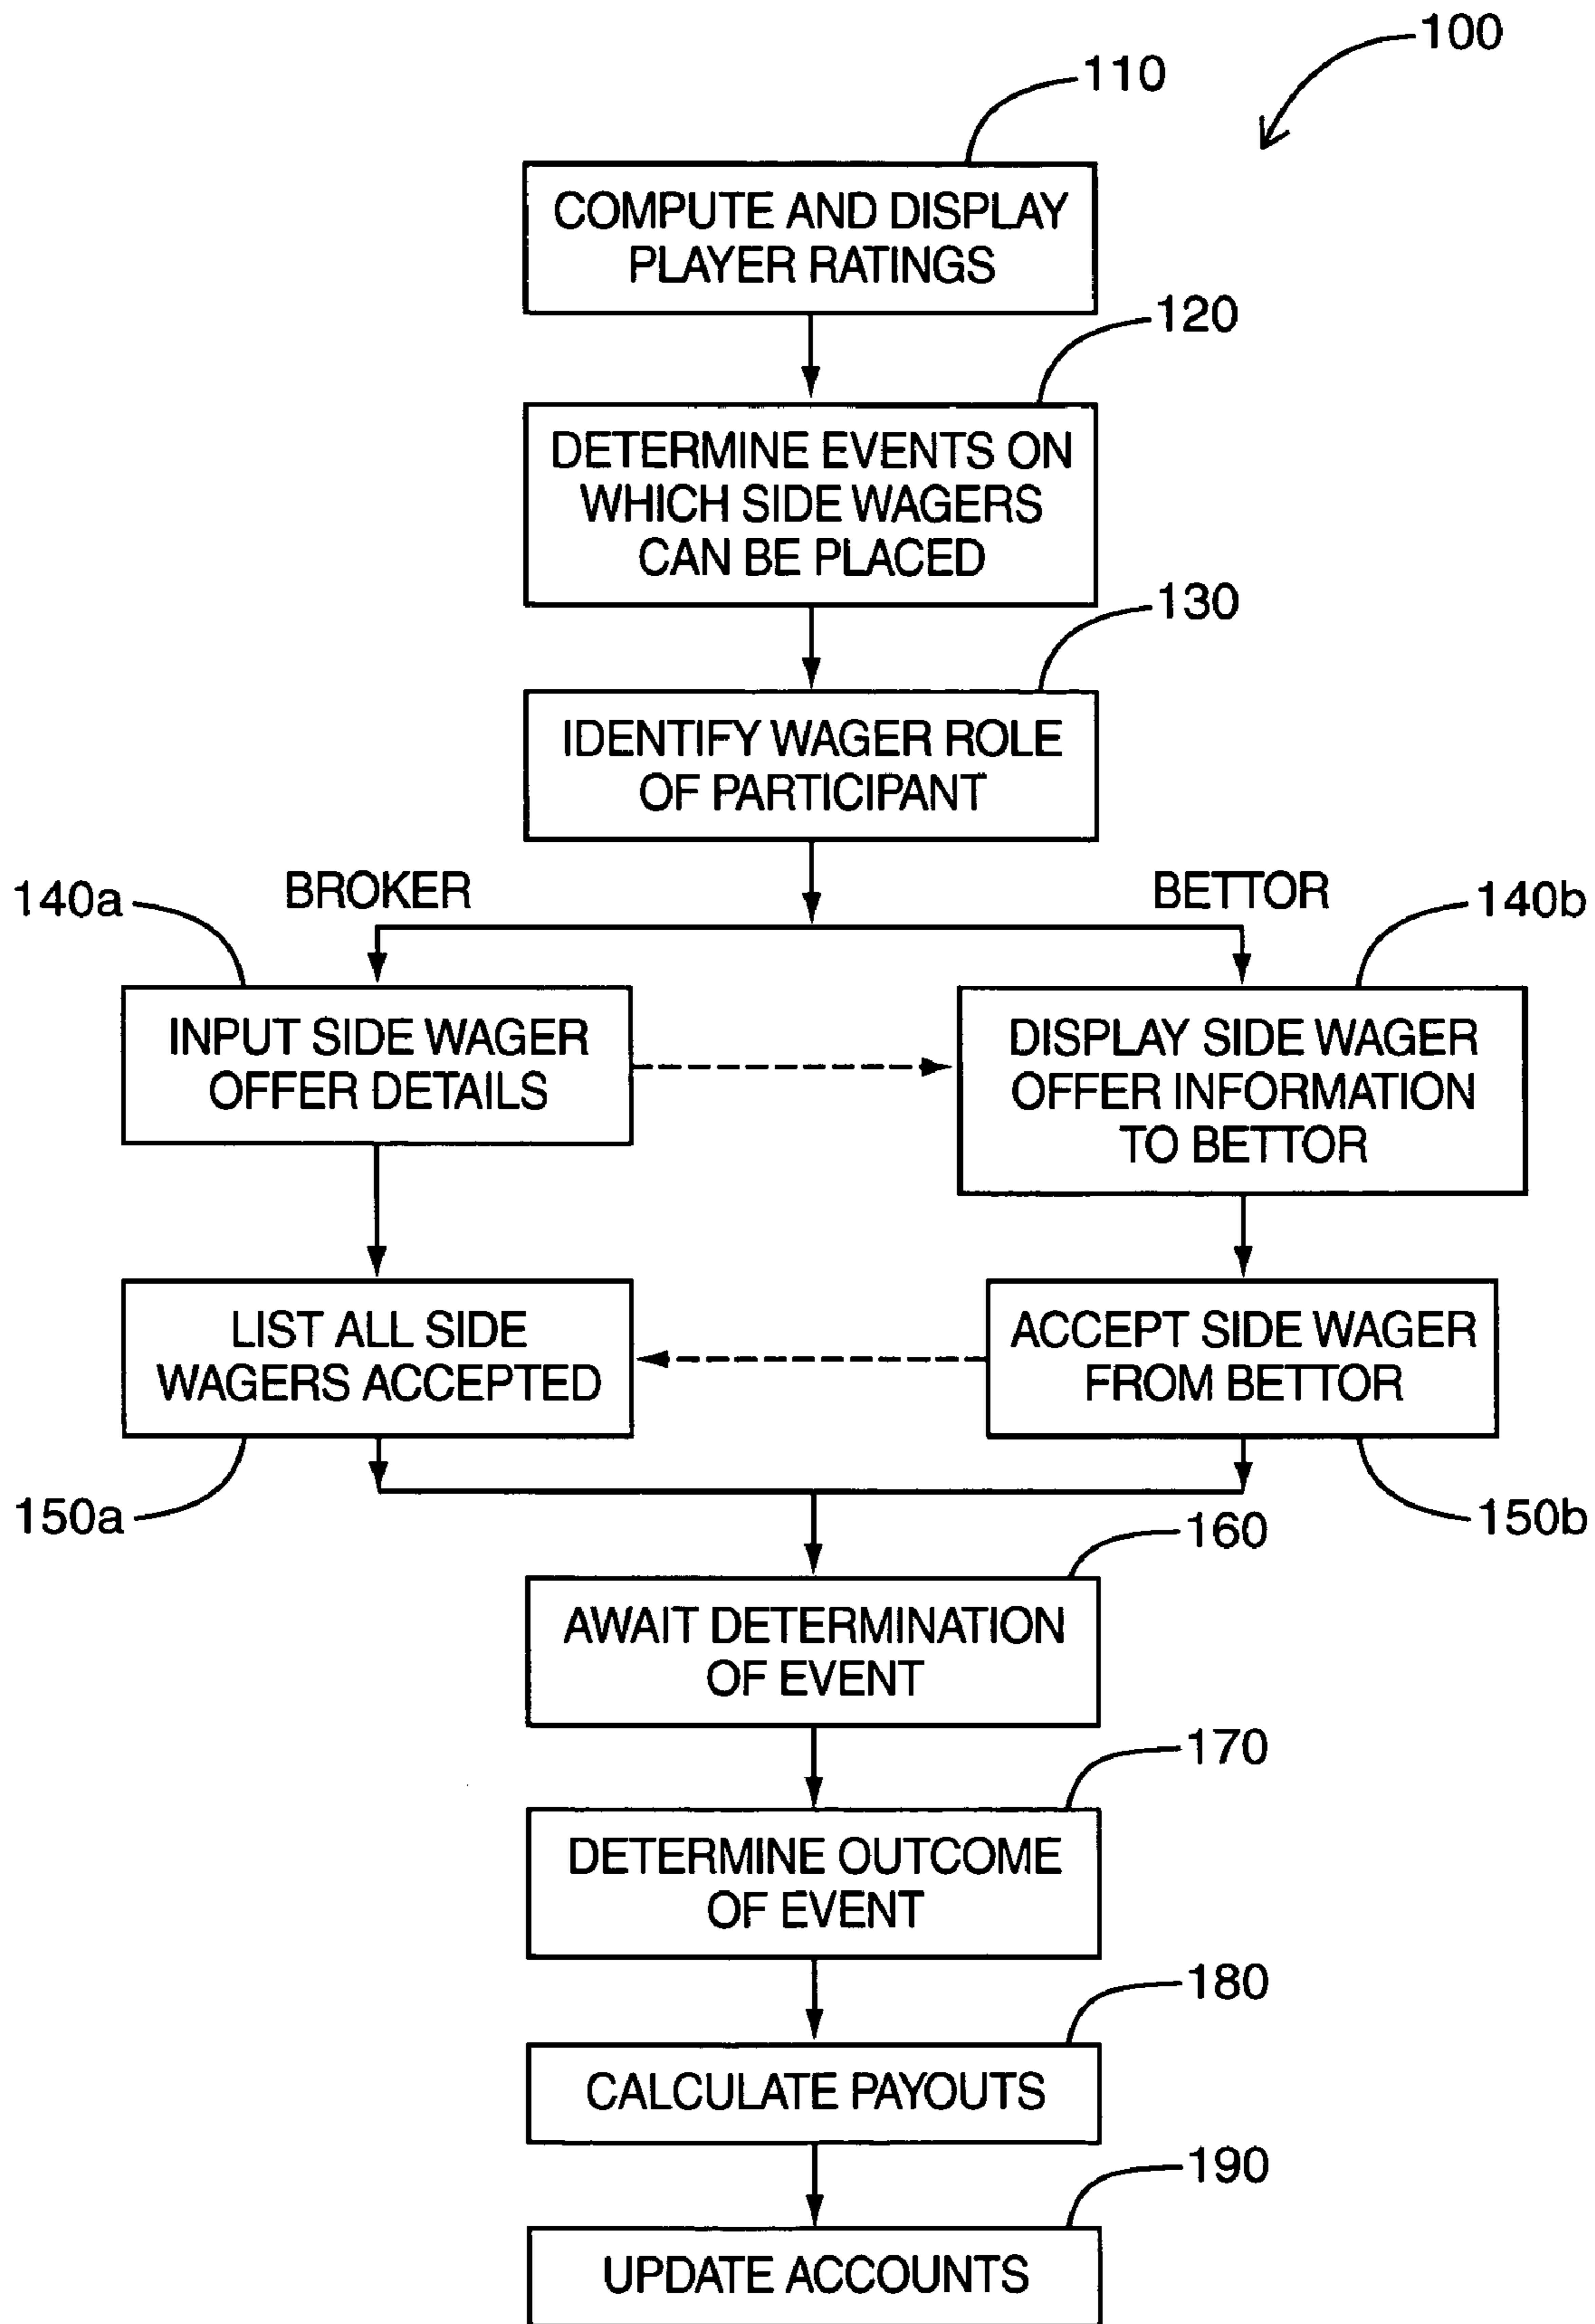 100
110
COMPUTE AND DISPLAY
PLAYER RATINGS
120
DETERMINE EVENTS ON
WHICH SIDE WAGERS
CAN BE PLACED
130
IDENTIFY WAGER ROLE
OF PARTICIPANT
BROKER
BETTOR
140a
140b
INPUT SIDE WAGER
OFFER DETAILS
DISPLAY SIDE WAGER
OFFER INFORMATION
TO BETTOR
LIST ALL SIDE
WAGERS ACCEPTED
ACCEPT SIDE WAGER
FROM BETTOR
150a
150b
160
AWAIT DETERMINATION
OF EVENT
170
DETERMINE OUTCOME
OF EVENT
180
CALCULATE PAYOUTS
190
UPDATE ACCOUNTS